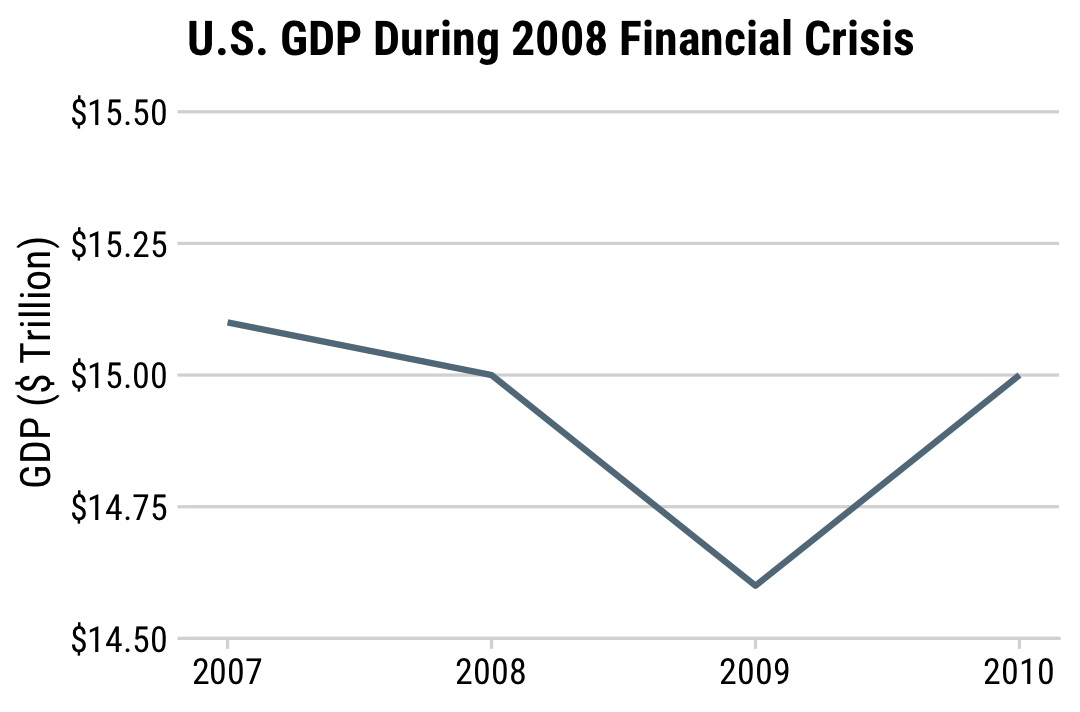 U.S. GDP During 2008 Financial Crisis
GDP ($ Trillion)
$15.50
$15.25
$15.00
$14.75
$14.50
2007 2008 2009 2010